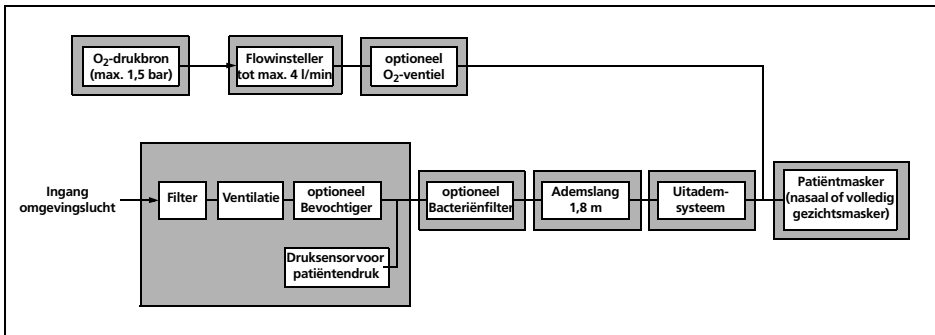 O₂-drukbron
(max. 1,5 bar)
Flowinsteller
tot max. 4 l/min
optioneel
O₂-ventiel
Ingang
omgevingslucht
Filter
Ventilatie
optioneel
Bevochtiger
Druksensor voor
patiëntendruk
optioneel
Bacteriënfilter
Ademslang
1,8 m
Uitadem-
systeem
Patiëntmasker
(nasaal of volledig
gezichtsmasker)